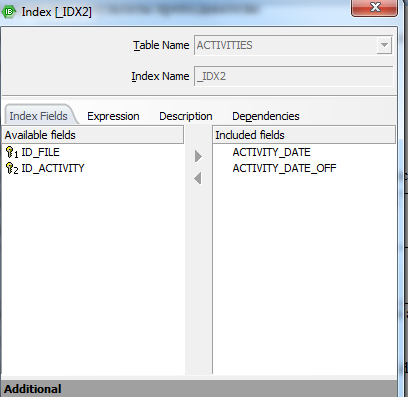 Index [_IDX2]
Table Name ACTIVITIES
Index Name _IDX2
Index Fields Expression Description Dependencies
Available fields Included fields
1 ID_FILE ACTIVITY_DATE
2 ID_ACTIVITY ACTIVITY_DATE_OFF
Additional